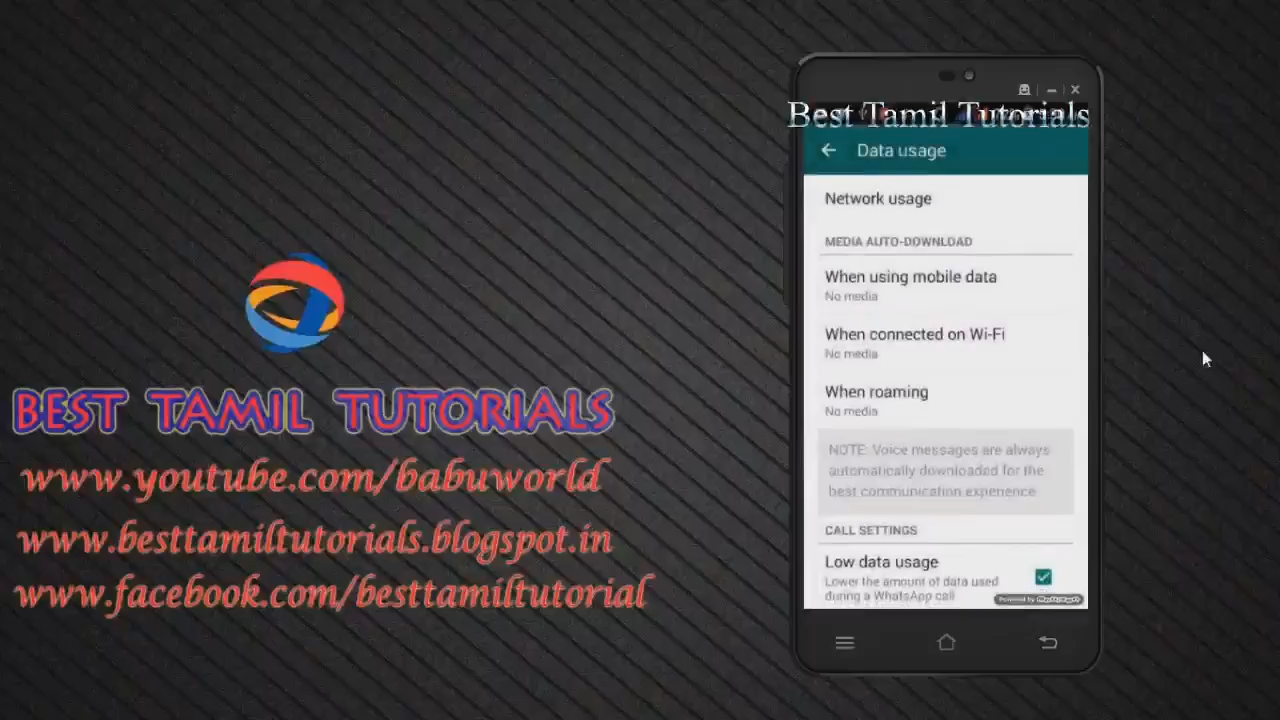 BEST TAMIL TUTORIALS
www.youtube.com/babuworld
www.besttamiltutorials.blogspot.in
www.facebook.com/besttamiltutorial
Best Tamil Tutorials
Data usage
Network usage
MEDIA AUTO-DOWNLOAD
When using mobile data
No media
When connected on Wi-Fi
No media
When roaming
No media
NOTE: Voice messages are always
automatically downloaded for the
best communication experience
CALL SETTINGS
Low data usage
Lower the amount of data used
during a WhatsApp call
Powered by